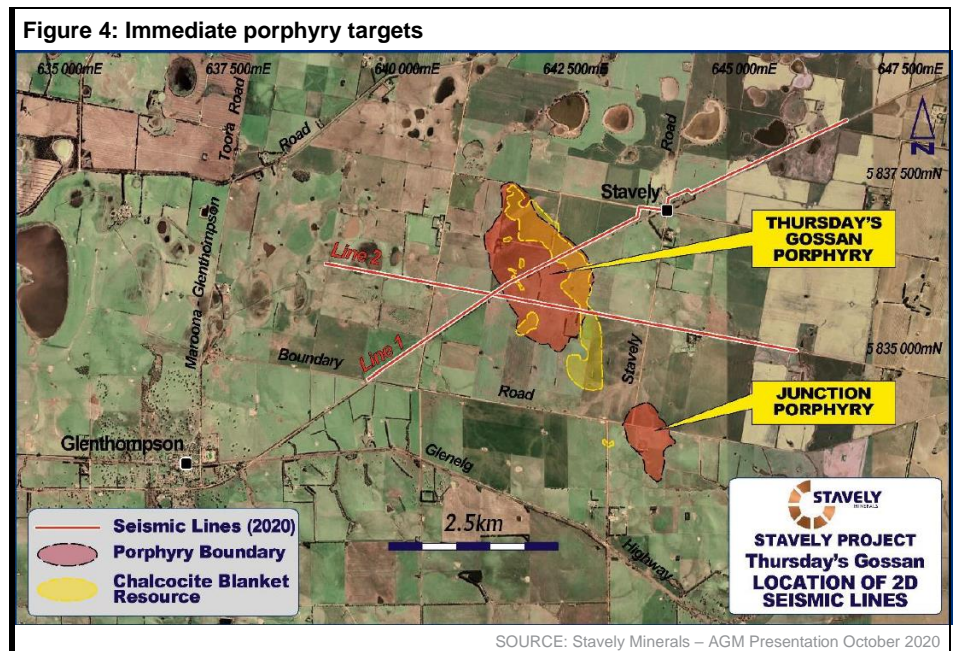 Figure 4: Immediate porphyry targets
635 000mE
637 500mE
640 000mE
642 500mE
645 000mE
647 500mE
Toora Road
Road
Road
N
5 837 500mN
Stavely
THURSDAY'S
GOSSAN
PORPHYRY
Maroona Glenthompson
Line 2
Line 1
Boundary
Road
Stavely
5 835 000mN
JUNCTION
PORPHYRY
Glenthompson
Glenelg
Highway
2.5km
Seismic Lines (2020)
Porphyry Boundary
Chalcocite Blanket
Resource
STAVELY
MINERALS
STAVELY PROJECT
Thursday's Gossan
LOCATION OF 2D
SEISMIC LINES
SOURCE: Stavely Minerals – AGM Presentation October 2020